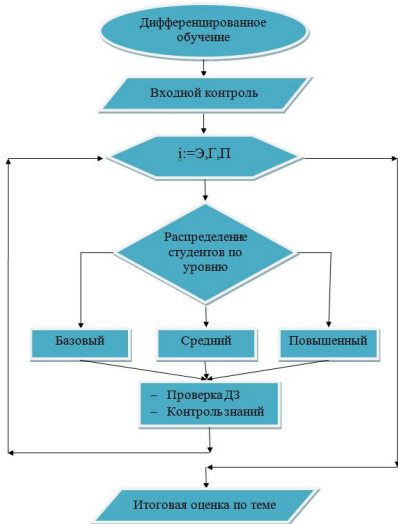 Дифференцированное
обучение
Входной контроль
i:=Э,Г,П
Распределение
студентов по
уровню
Базовый
Средний
Повышенный
– Проверка ДЗ
– Контроль знаний
Итоговая оценка по теме